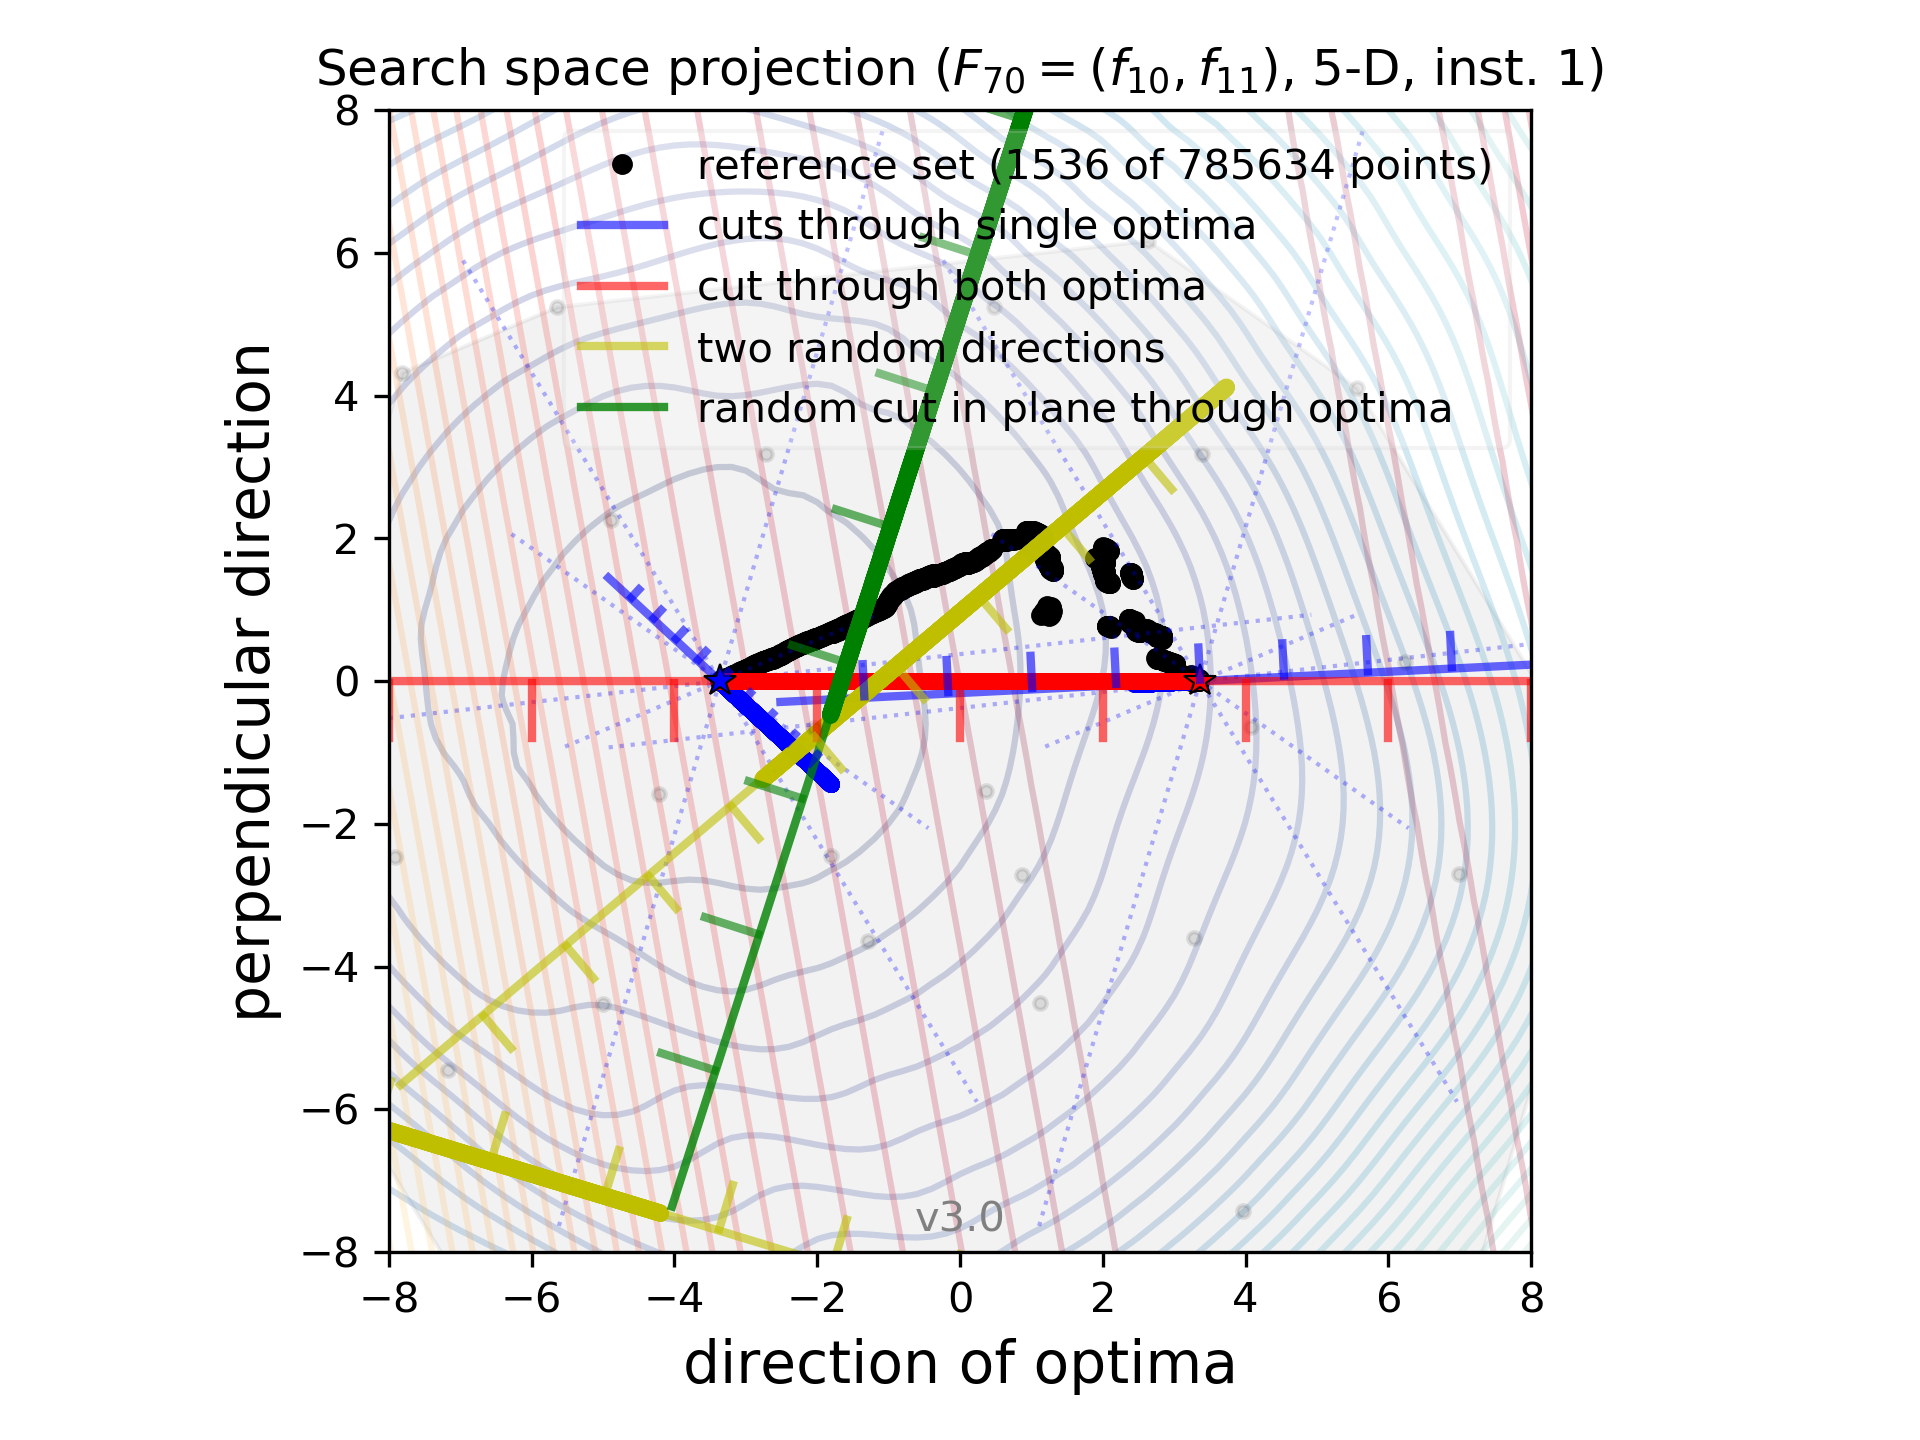 Search space projection (F70 = (f10, f11), 5-D, inst. 1)
8
6
4
2
0
−2
−4
−6
−8
perpendicular direction
reference set (1536 of 785634 points)
cuts through single optima
cut through both optima
two random directions
random cut in plane through optima
v3.0
−8 −6 −4 −2 0 2 4 6 8
direction of optima